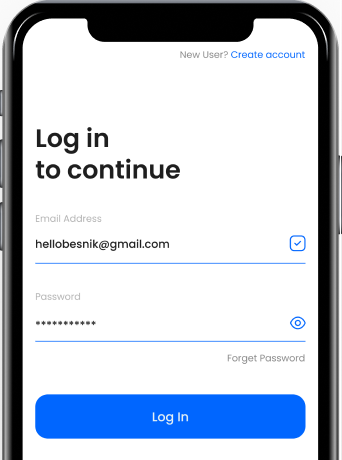 New User? Create account
Log in
to continue
Email Address
hellobesnik@gmail.com
Password
***********
Forget Password
Log In